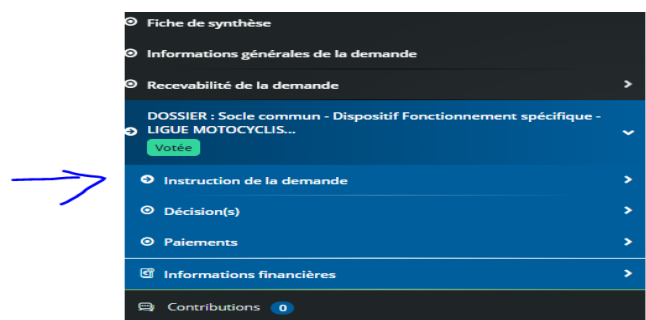 Fiche de synthèse
Informations générales de la demande
Recevabilité de la demande
DOSSIER : Socle commun - Dispositif Fonctionnement spécifique -
LIGUE MOTOCYCLIS...
Votée
Instruction de la demande
Décision(s)
Paiements
Informations financières
Contributions 0